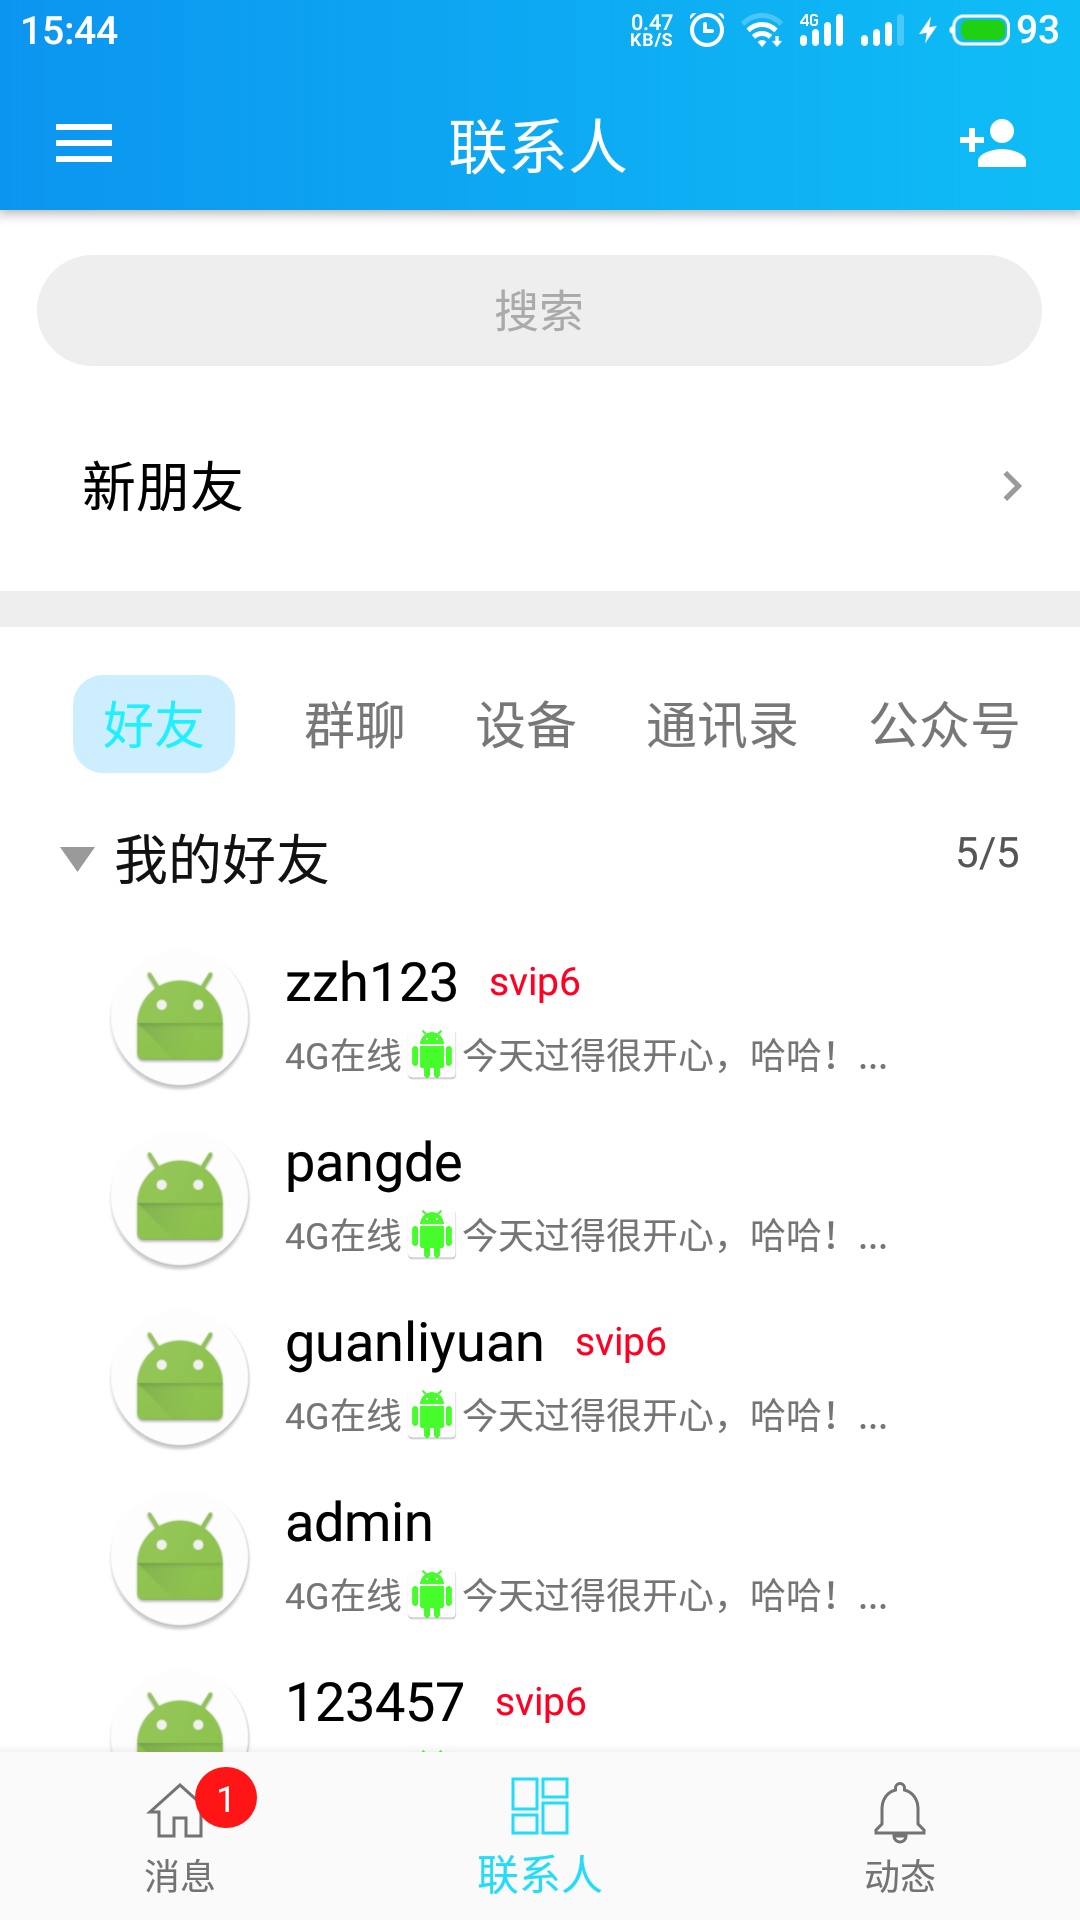 15:44 0.47 KB/S 4G 93
联系人
搜索
新朋友
好友 群聊 设备 通讯录 公众号
我的好友 5/5
zzh123 svip6
4G在线 今天过得很开心，哈哈！...
pangde
4G在线 今天过得很开心，哈哈！...
guanliyuan svip6
4G在线 今天过得很开心，哈哈！...
admin
4G在线 今天过得很开心，哈哈！...
123457 svip6
1
消息 联系人 动态